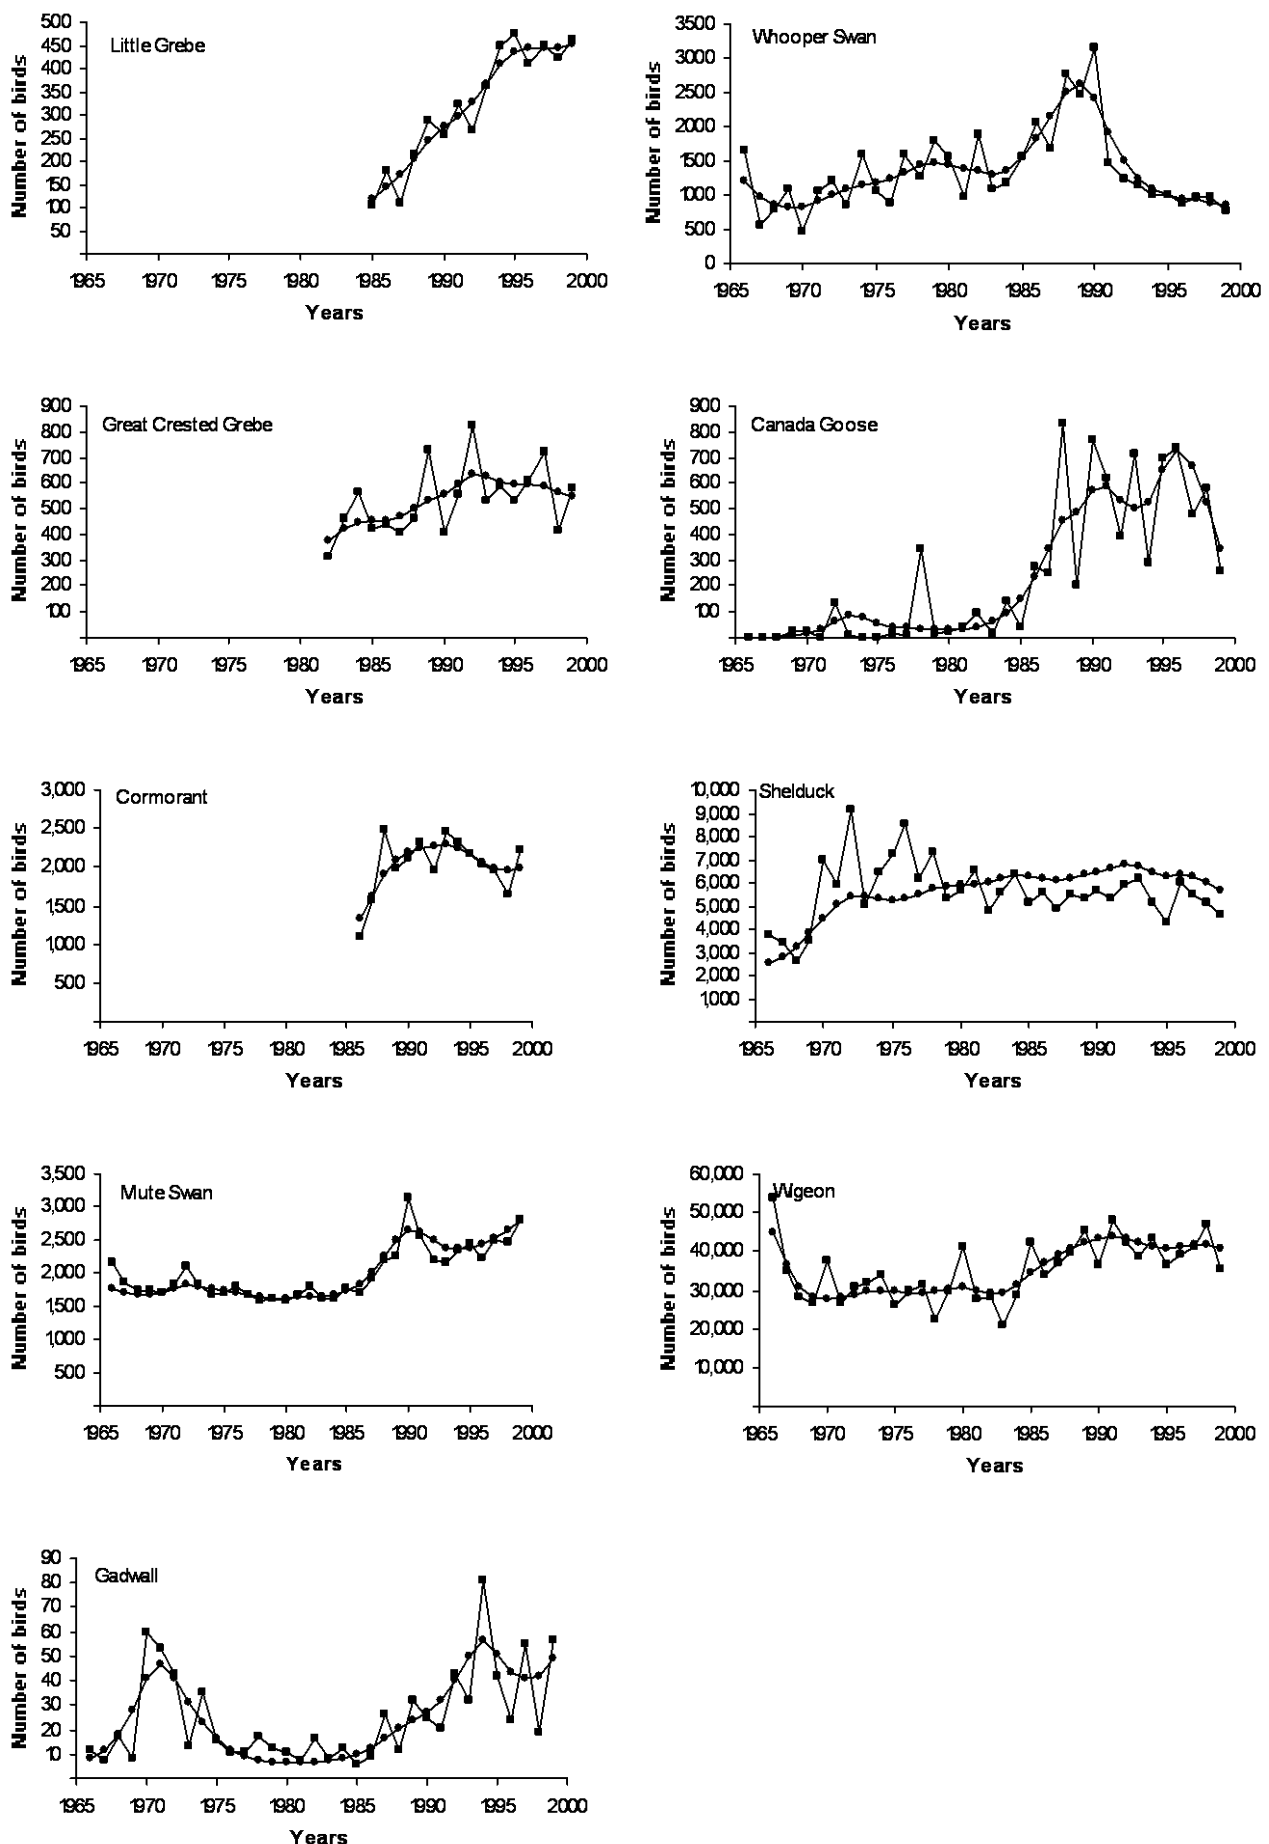 Little Grebe
Number of birds
500
450
400
350
300
250
200
150
100
50
1965 1970 1975 1980 1985 1990 1995 2000
Years
Whooper Swan
Number of birds
3500
3000
2500
2000
1500
1000
500
0
1965 1970 1975 1980 1985 1990 1995 2000
Years
Great Crested Grebe
Number of birds
900
800
700
600
500
400
300
200
100
1965 1970 1975 1980 1985 1990 1995 2000
Years
Canada Goose
Number of birds
900
800
700
600
500
400
300
200
100
1965 1970 1975 1980 1985 1990 1995 2000
Years
Cormorant
Number of birds
3,000
2,500
2,000
1,500
1,000
500
1965 1970 1975 1980 1985 1990 1995 2000
Years
Shelduck
Number of birds
10,000
9,000
8,000
7,000
6,000
5,000
4,000
3,000
2,000
1,000
1965 1970 1975 1980 1985 1990 1995 2000
Years
Mute Swan
Number of birds
3,500
3,000
2,500
2,000
1,500
1,000
500
1965 1970 1975 1980 1985 1990 1995 2000
Years
Wigeon
Number of birds
60,000
50,000
40,000
30,000
20,000
10,000
1965 1970 1975 1980 1985 1990 1995 2000
Years
Gadwall
Number of birds
90
80
70
60
50
40
30
20
10
1965 1970 1975 1980 1985 1990 1995 2000
Years